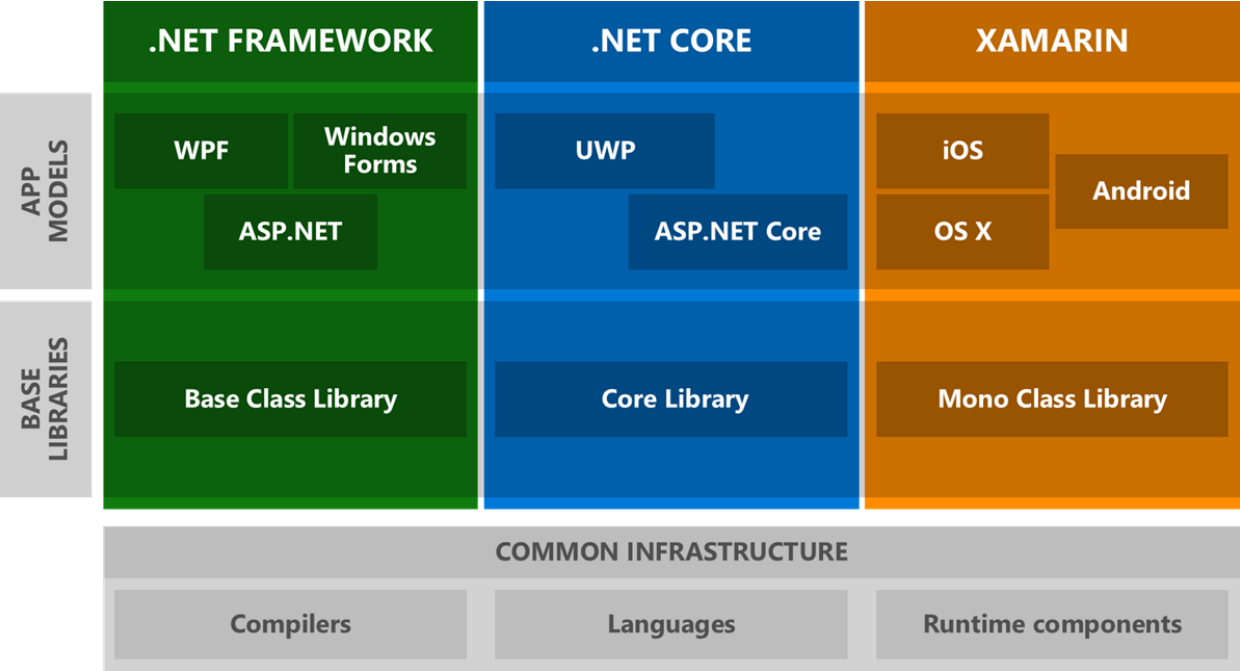 .NET FRAMEWORK
.NET CORE
XAMARIN
APP
MODELS
WPF
Windows
Forms
ASP.NET
UWP
ASP.NET Core
iOS
Android
OS X
BASE
LIBRARIES
Base Class Library
Core Library
Mono Class Library
COMMON INFRASTRUCTURE
Compilers
Languages
Runtime components